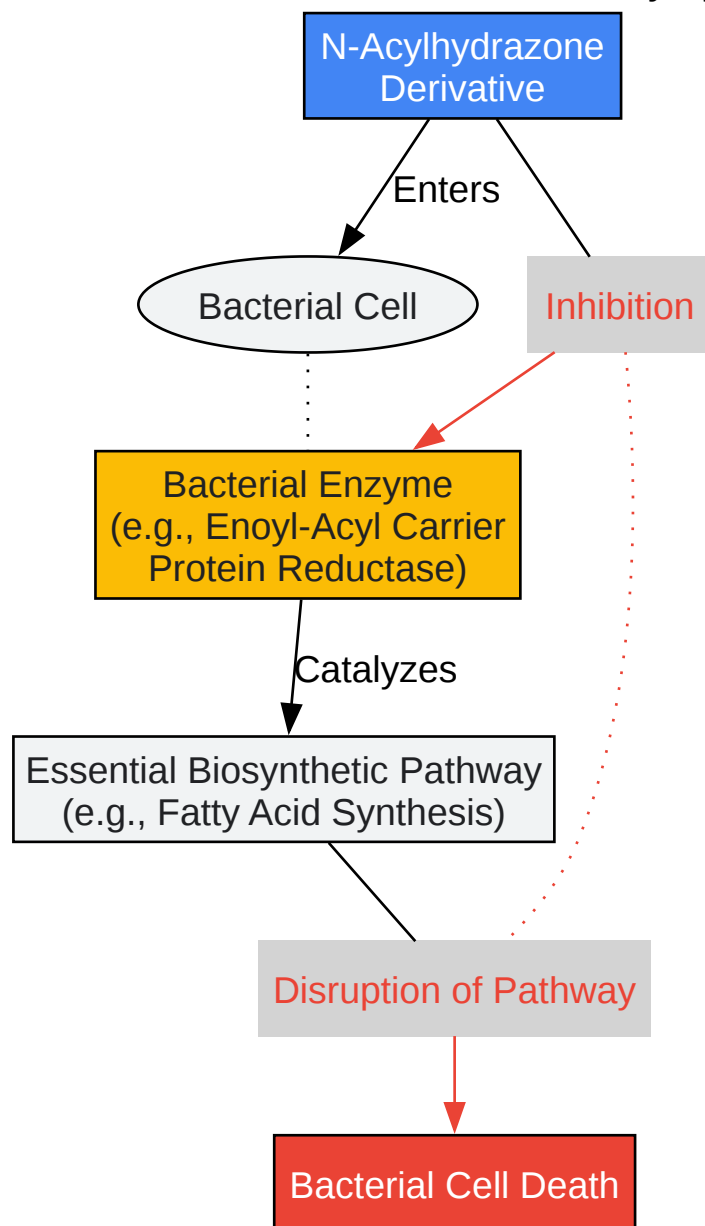 N-Acylhydrazone
Derivative
Enters
Bacterial Cell
Inhibition
Bacterial Enzyme
(e.g., Enoyl-Acyl Carrier
Protein Reductase)
Catalyzes
Essential Biosynthetic Pathway
(e.g., Fatty Acid Synthesis)
Disruption of Pathway
Bacterial Cell Death